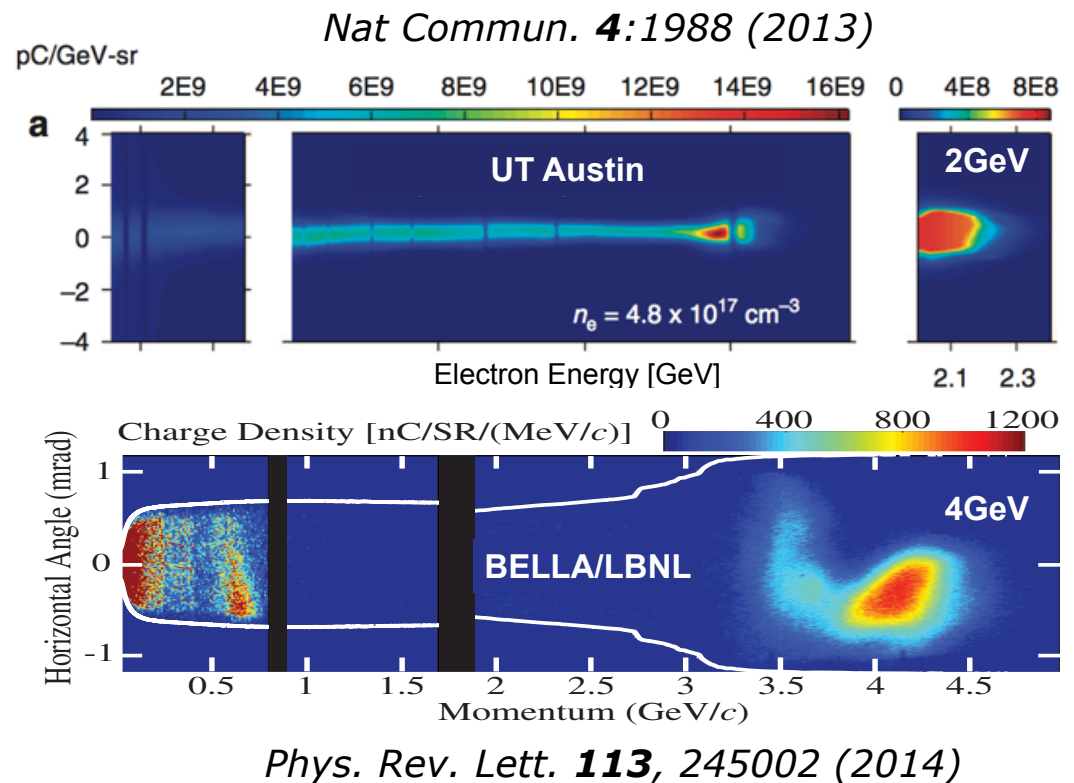 Nat Commun. 4:1988 (2013)
pC/GeV-sr
2E9 4E9 6E9 8E9 10E9 12E9 14E9 16E9 0 4E8 8E8
a
4
2
0
−2
−4
UT Austin
2GeV
nₑ = 4.8 x 10¹⁷ cm⁻³
Electron Energy [GeV]
2.1 2.3
Charge Density [nC/SR/(MeV/c)]
0 400 800 1200
Horizontal Angle (mrad)
1
0
-1
4GeV
BELLA/LBNL
0.5 1 1.5 2 2.5 3 3.5 4 4.5
Momentum (GeV/c)
Phys. Rev. Lett. 113, 245002 (2014)